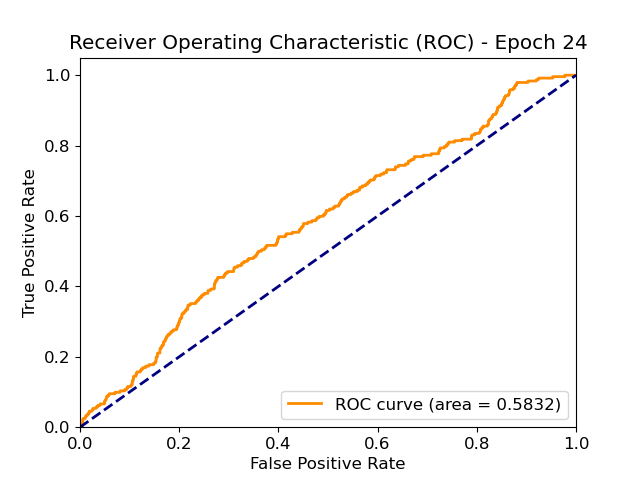 Receiver Operating Characteristic (ROC) - Epoch 24
True Positive Rate
1.0
0.8
0.6
0.4
0.2
0.0
ROC curve (area = 0.5832)
0.0 0.2 0.4 0.6 0.8 1.0
False Positive Rate